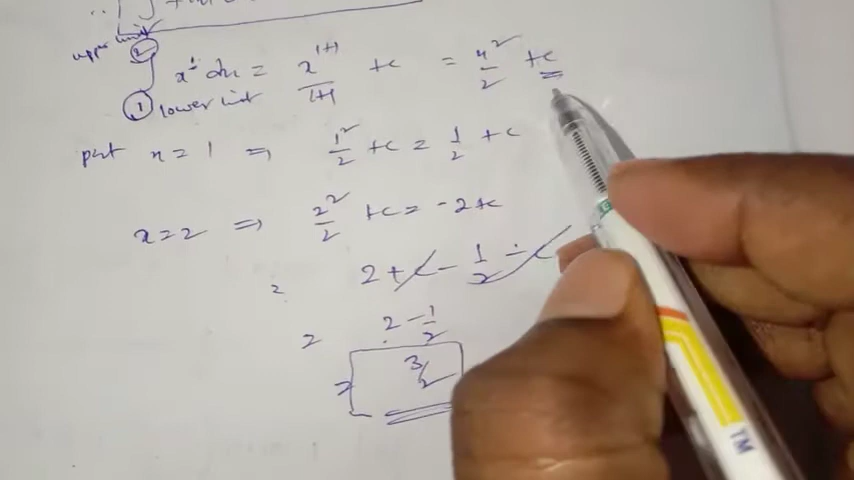 upper limit
2
∫ x¹ dx = x^(1+1)/(1+1) + c = x²/2 + c
1 lower limit
put x = 1 ⇒ 1²/2 + c = 1/2 + c
x = 2 ⇒ 2²/2 + c = -2 + c
= 2 + c - 1/2 - c
= 2 - 1/2
= 3/2
TM